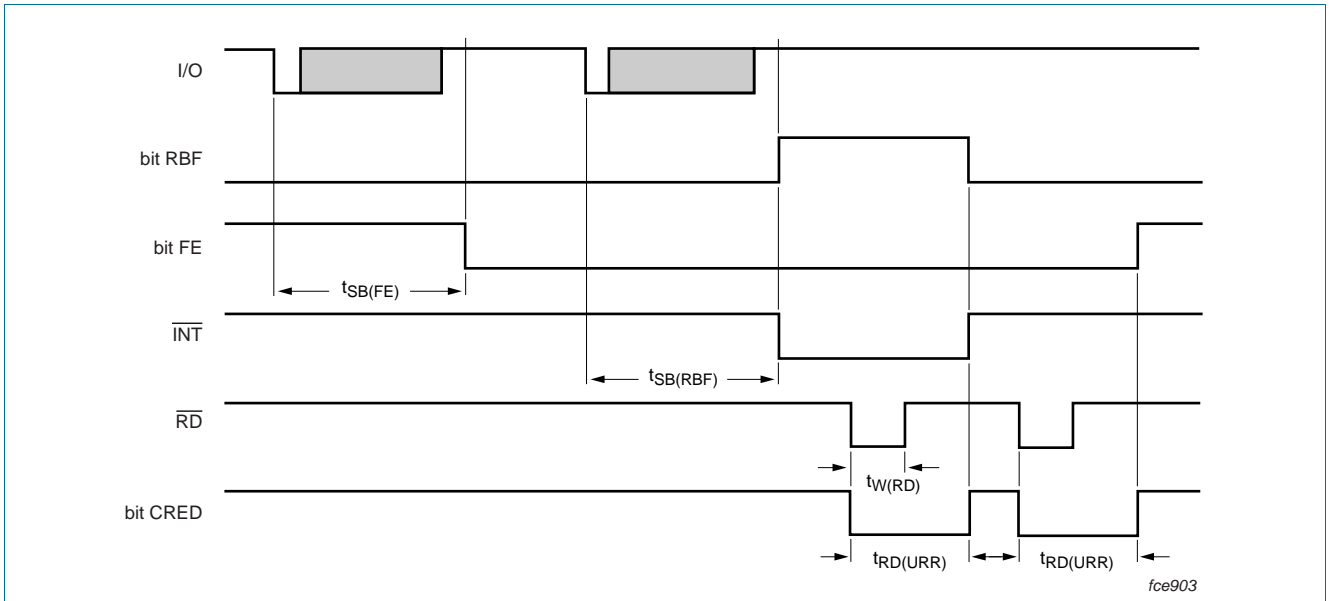 I/O
bit RBF
bit FE
tSB(FE)
INT
tSB(RBF)
RD
tW(RD)
bit CRED
tRD(URR)
tRD(URR)
fce903